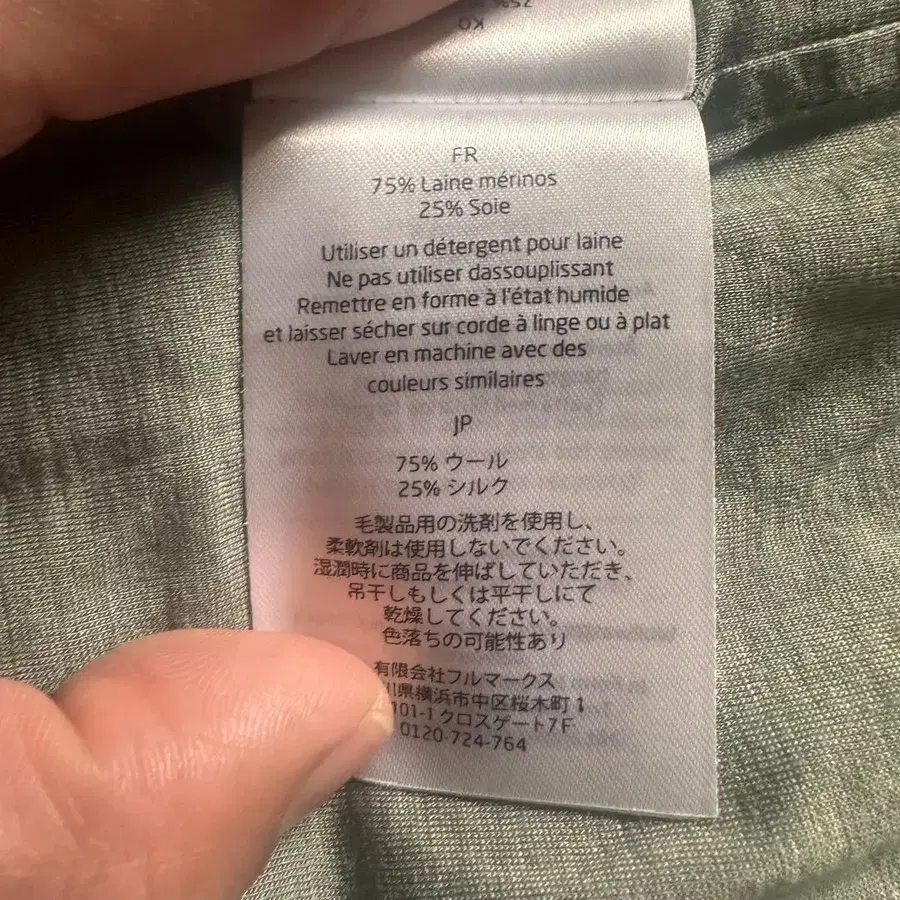 KO
FR
75% Laine mérinos
25% Soie
Utiliser un détergent pour laine
Ne pas utiliser dassouplissant
Remettre en forme à l'état humide
et laisser sécher sur corde à linge ou à plat
Laver en machine avec des
couleurs similaires
JP
75% ウール
25% シルク
毛製品用の洗剤を使用し、
柔軟剤は使用しないでください。
湿潤時に商品を伸ばしていただき、
吊干しもしくは平干しにて
乾燥してください。
色落ちの可能性あり
有限会社フルマークス
川県横浜市中区桜木町 1
101-1 クロスゲート7F
0120-724-764